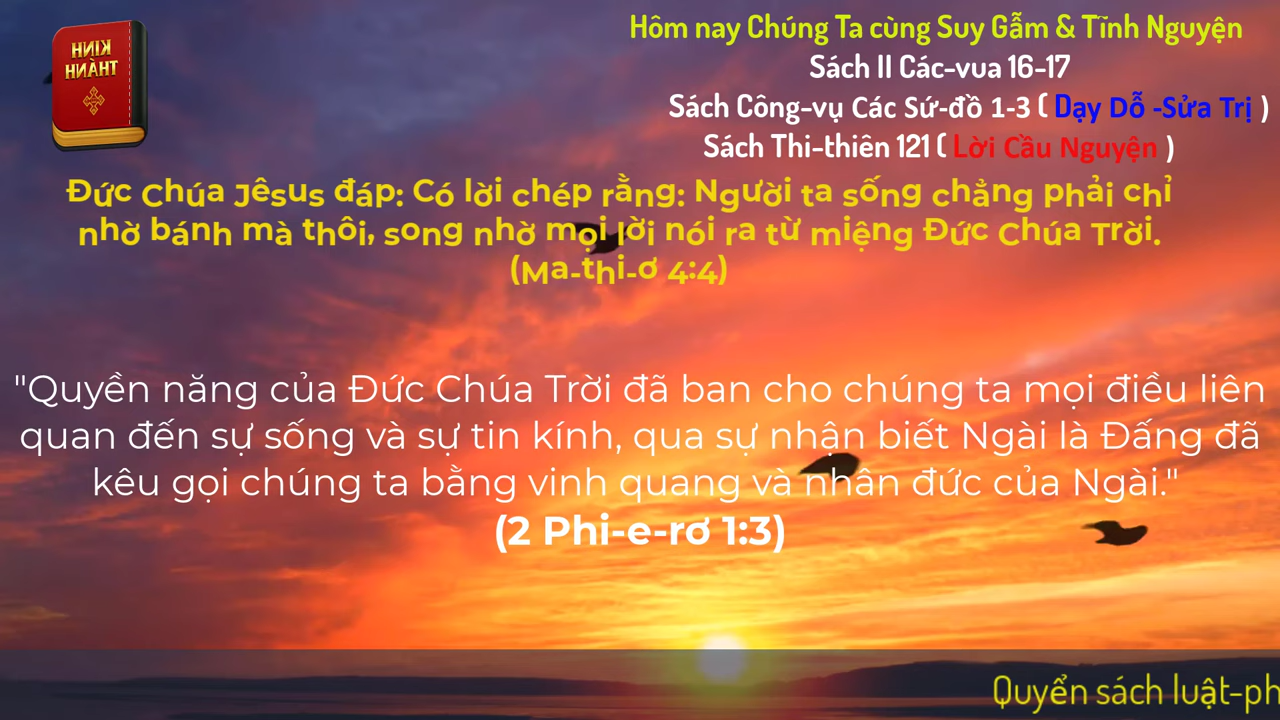 KINH
THÀNH
Hôm nay Chúng Ta cùng Suy Gẫm & Tĩnh Nguyện
Sách II Các-vua 16-17
Sách Công-vụ Các Sứ-đồ 1-3 ( Dạy Dỗ -Sửa Trị )
Sách Thi-thiên 121 ( Lời Cầu Nguyện )
Đức Chúa Jêsus đáp: Có lời chép rằng: Người ta sống chẳng phải chỉ
nhờ bánh mà thôi, song nhờ mọi lời nói ra từ miệng Đức Chúa Trời.
(Ma-thi-ơ 4:4)
"Quyền năng của Đức Chúa Trời đã ban cho chúng ta mọi điều liên
quan đến sự sống và sự tin kính, qua sự nhận biết Ngài là Đấng đã
kêu gọi chúng ta bằng vinh quang và nhân đức của Ngài."
(2 Phi-e-rơ 1:3)
Quyển sách luật-ph